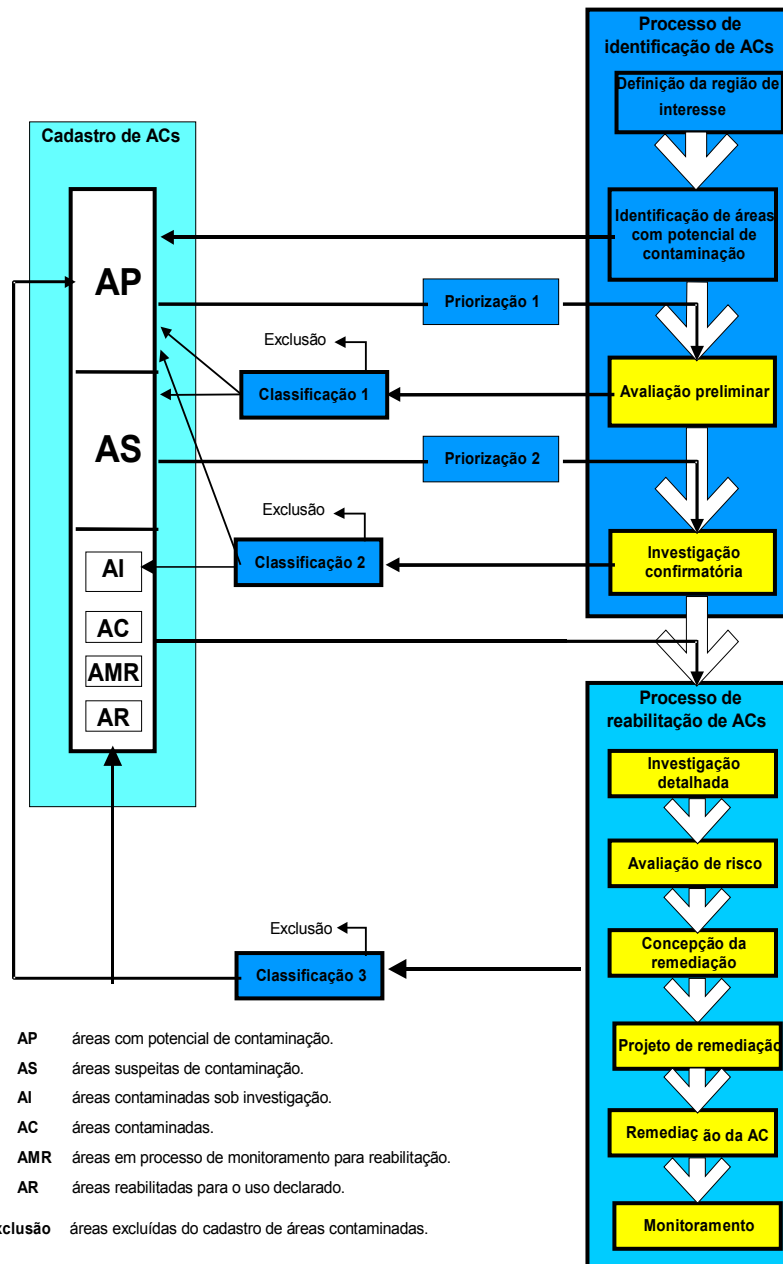 Processo de
identificação de ACs
Definição da região de
interesse
Cadastro de ACs
Identificação de áreas
com potencial de
contaminação
AP
Priorização 1
Exclusão
Classificação 1
Avaliação preliminar
AS
Priorização 2
Exclusão
Classificação 2
Investigação
confirmatória
AI
AC
AMR
AR
Processo de
reabilitação de ACs
Investigação
detalhada
Avaliação de risco
Exclusão
Classificação 3
Concepção da
remediação
Projeto de remediação
Remediaç ão da AC
Monitoramento
AP áreas com potencial de contaminação.
AS áreas suspeitas de contaminação.
AI áreas contaminadas sob investigação.
AC áreas contaminadas.
AMR áreas em processo de monitoramento para reabilitação.
AR áreas reabilitadas para o uso declarado.
xclusão áreas excluídas do cadastro de áreas contaminadas.